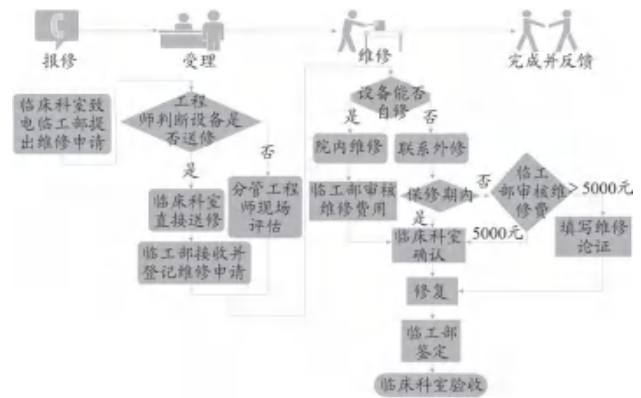 报修
受理
维修
完成并反馈
临床科室致
电临工部提
出维修申请
工程
师判断设备是
否送修
是
否
临床科室
直接送修
分管工程
师现场
评估
临工部接收并
登记维修申请
设备能否
自修
是
否
院内维修
联系外修
临工部审核
维修费用
保修期内
否
临工
部审核维
修费
> 5000元
是
5000元
临床科室
确认
填写维修
论证
修复
临工部
鉴定
临床科室验收